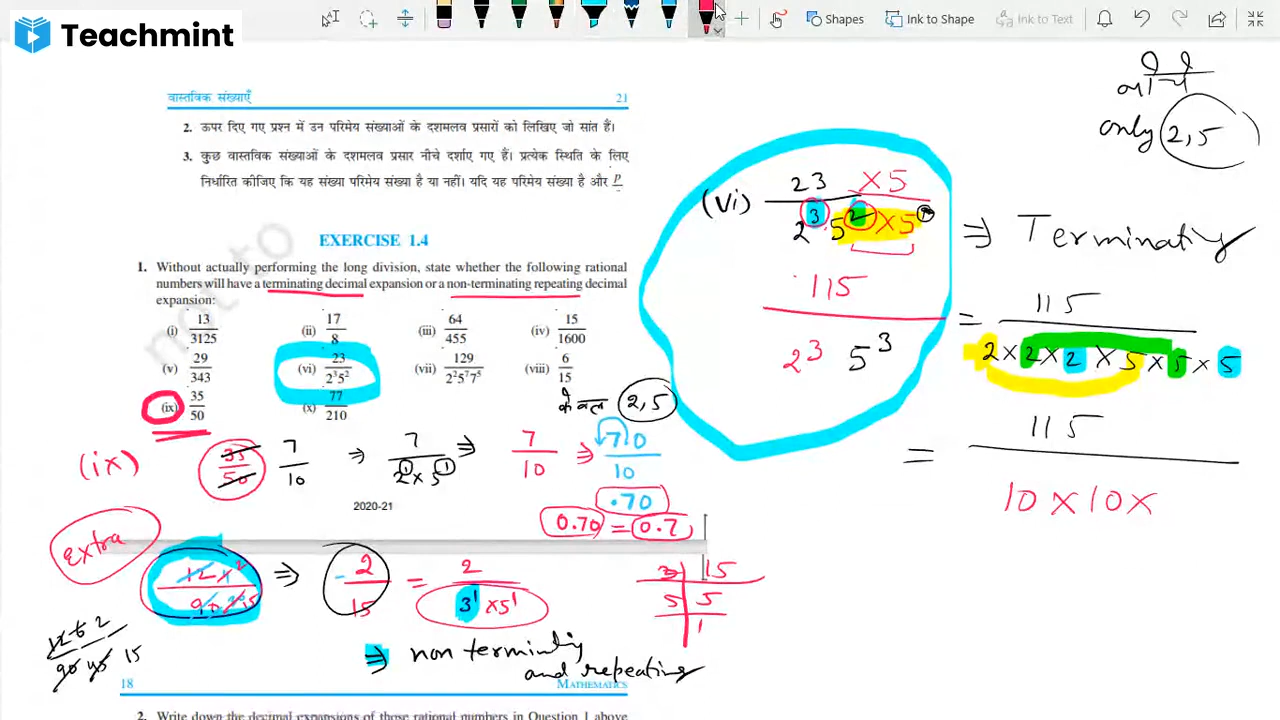 Teachmint
Shapes
Ink to Shape
Ink to Text
वास्तविक संख्याएँ 21
2. ऊपर दिए गए प्रश्न में उन परिमेय संख्याओं के दशमलव प्रसारों को लिखिए जो सांत हैं।
3. कुछ वास्तविक संख्याओं के दशमलव प्रसार नीचे दर्शाए गए हैं। प्रत्येक स्थिति के लिए
निर्धारित कीजिए कि यह संख्या परिमेय संख्या है या नहीं। यदि यह परिमेय संख्या है और p/
not to
EXERCISE 1.4
1. Without actually performing the long division, state whether the following rational
numbers will have a terminating decimal expansion or a non-terminating repeating decimal
expansion:
(i) 13/3125 (ii) 17/8 (iii) 64/455 (iv) 15/1600
(v) 29/343 (vi) 23/2³5² (vii) 129/2²5⁷7⁵ (viii) 6/15
(ix) 35/50 (x) 77/210
केवल 2,5
only 2,5
(vi) 23 × 5 / 2³ · 5² × 5 ⇒ Terminating
115 / 2³ 5³ = 115 / 2 × 2 × 2 × 5 × 5 × 5
= 115 / 10 × 10 ×
(ix) 35/50 7/10 ⇒ 7 / 2¹ × 5¹ ⇒ 7/10 ⇒ 70/10
.70
0.70 = 0.7
2020-21
Extra
⇒ 2/15 = 2 / 3¹ × 5¹
3 15
5 5
1
⇒ non terminatig
and repeating
18 MATHEMATICS
2. Write down the decimal expansions of those rational numbers in Question 1 above